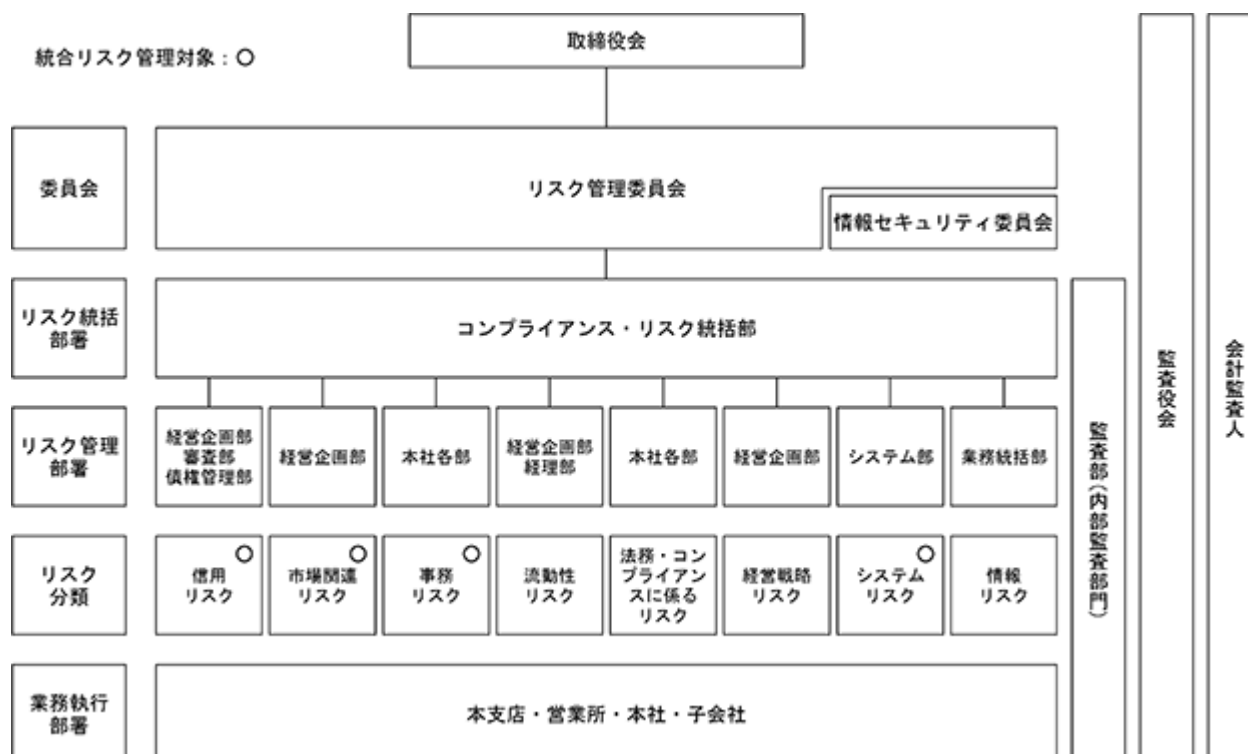 取締役会
統合リスク管理対象：○
委員会
リスク管理委員会
情報セキュリティ委員会
リスク統括
部署
コンプライアンス・リスク統括部
リスク管理
部署
経営企画部
審査部
債権管理部
経営企画部
本社各部
経営企画部
経理部
本社各部
経営企画部
システム部
業務統括部
リスク
分類
○
信用
リスク
○
市場関連
リスク
○
事務
リスク
流動性
リスク
法務・コン
プライアン
スに係る
リスク
経営戦略
リスク
○
システム
リスク
情報
リスク
業務執行
部署
本支店・営業所・本社・子会社
監査部(内部監査部門)
監査役会
会計監査人